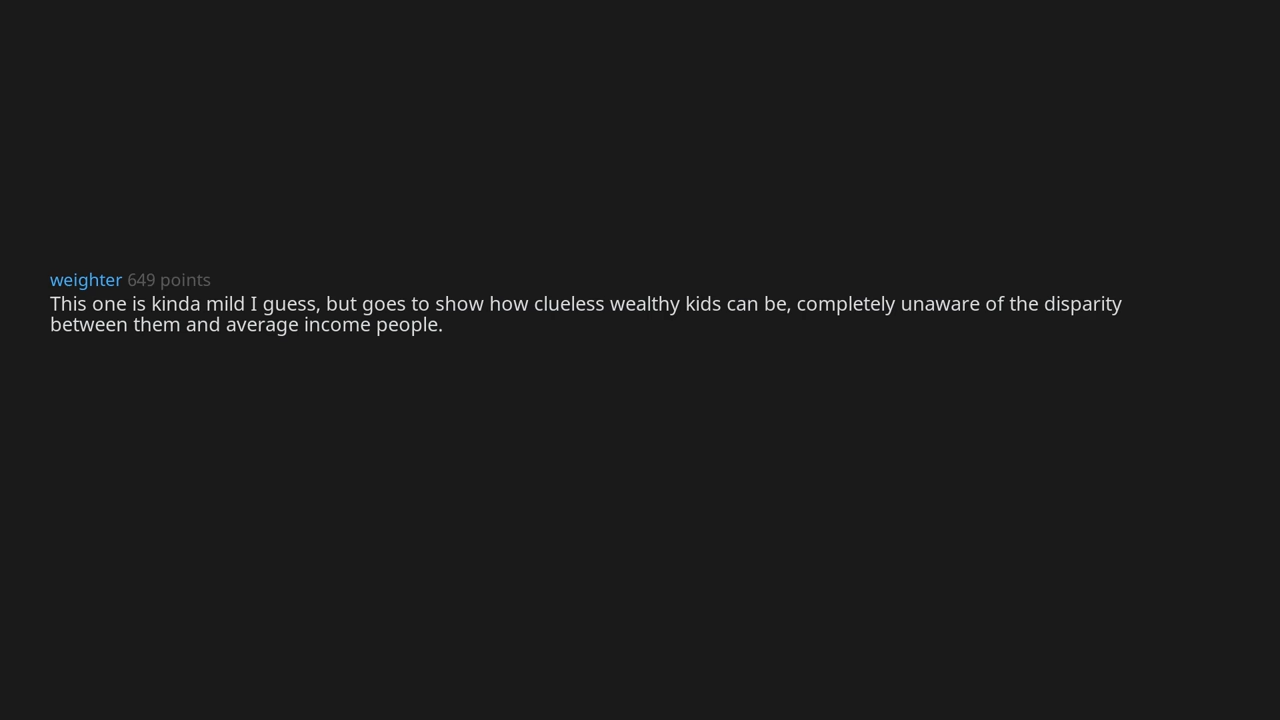 weighter 649 points
This one is kinda mild I guess, but goes to show how clueless wealthy kids can be, completely unaware of the disparity
between them and average income people.